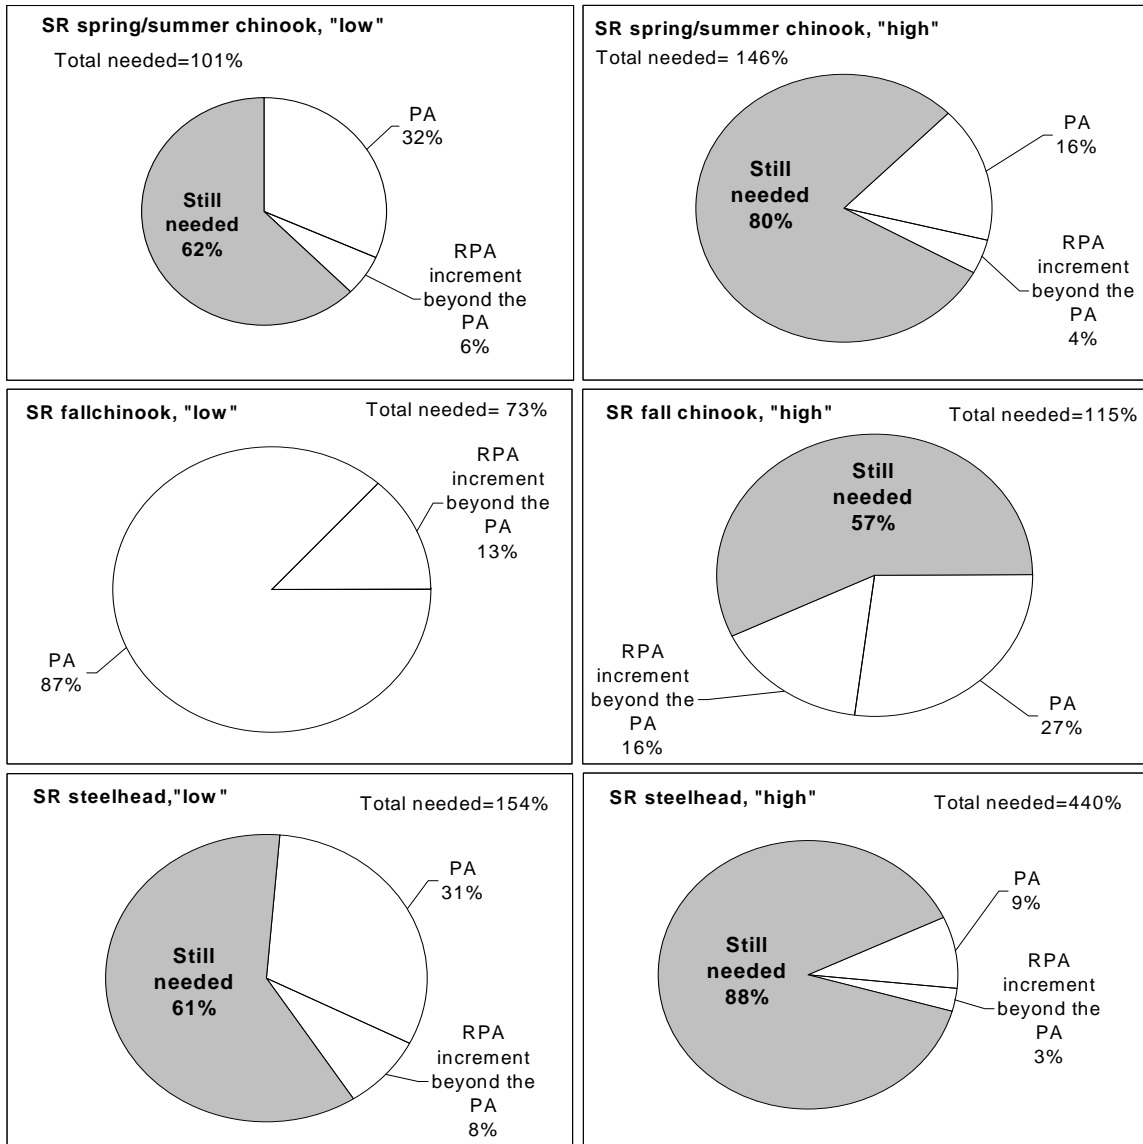 SR spring/summer chinook, "low"
Total needed=101%
PA
32%
Still
needed
62%
RPA
increment
beyond the
PA
6%
SR spring/summer chinook, "high"
Total needed= 146%
PA
16%
Still
needed
80%
RPA
increment
beyond the
PA
4%
SR fallchinook, "low"
Total needed= 73%
RPA
increment
beyond the
PA
13%
PA
87%
SR fall chinook, "high"
Total needed=115%
Still
needed
57%
RPA
increment
beyond the
PA
16%
PA
27%
SR steelhead,"low"
Total needed=154%
PA
31%
Still
needed
61%
RPA
increment
beyond the
PA
8%
SR steelhead, "high"
Total needed=440%
PA
9%
Still
needed
88%
RPA
increment
beyond the
PA
3%